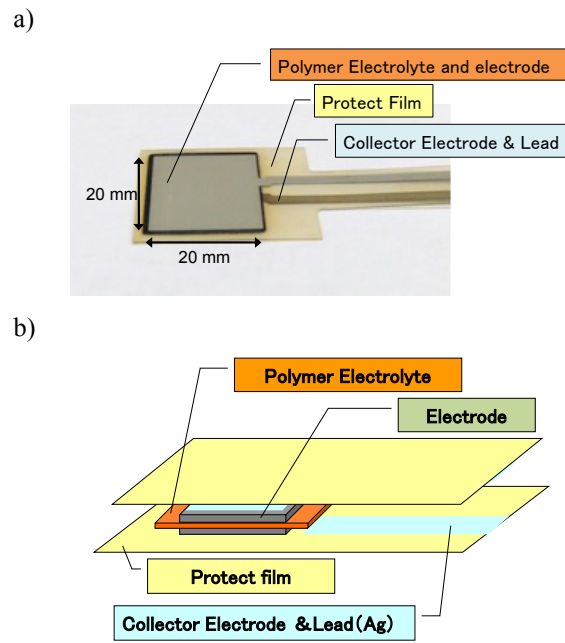 a)
Polymer Electrolyte and electrode
Protect Film
Collector Electrode & Lead
20 mm
20 mm
b)
Polymer Electrolyte
Electrode
Protect film
Collector Electrode &Lead(Ag)